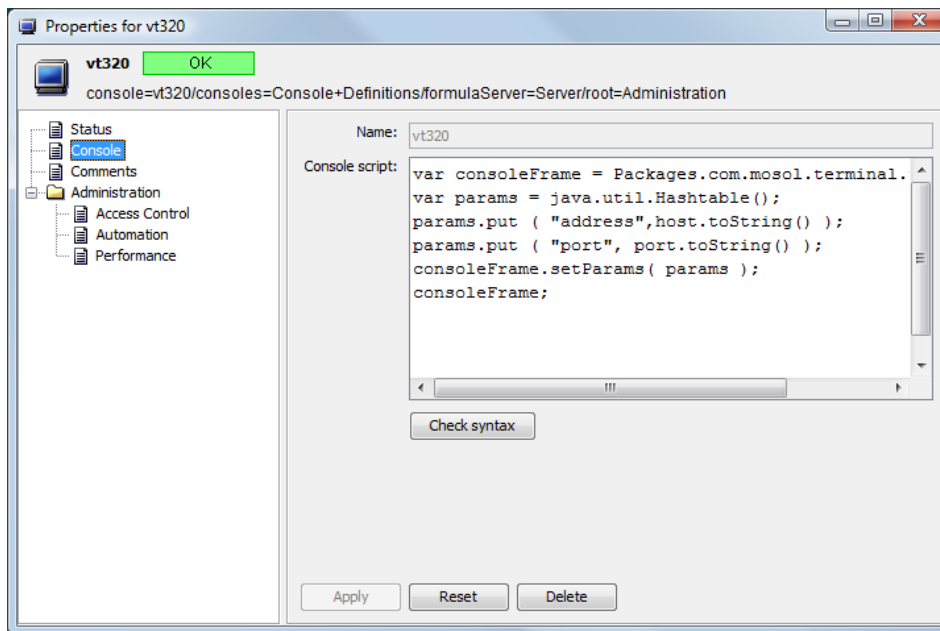 Properties for vt320
vt320 OK
console=vt320/consoles=Console+Definitions/formulaServer=Server/root=Administration
Status
Console
Comments
Administration
Access Control
Automation
Performance
Name: vt320
Console script:
var consoleFrame = Packages.com.mosol.terminal.
var params = java.util.Hashtable();
params.put ( "address",host.toString() );
params.put ( "port", port.toString() );
consoleFrame.setParams( params );
consoleFrame;
Check syntax
Apply Reset Delete